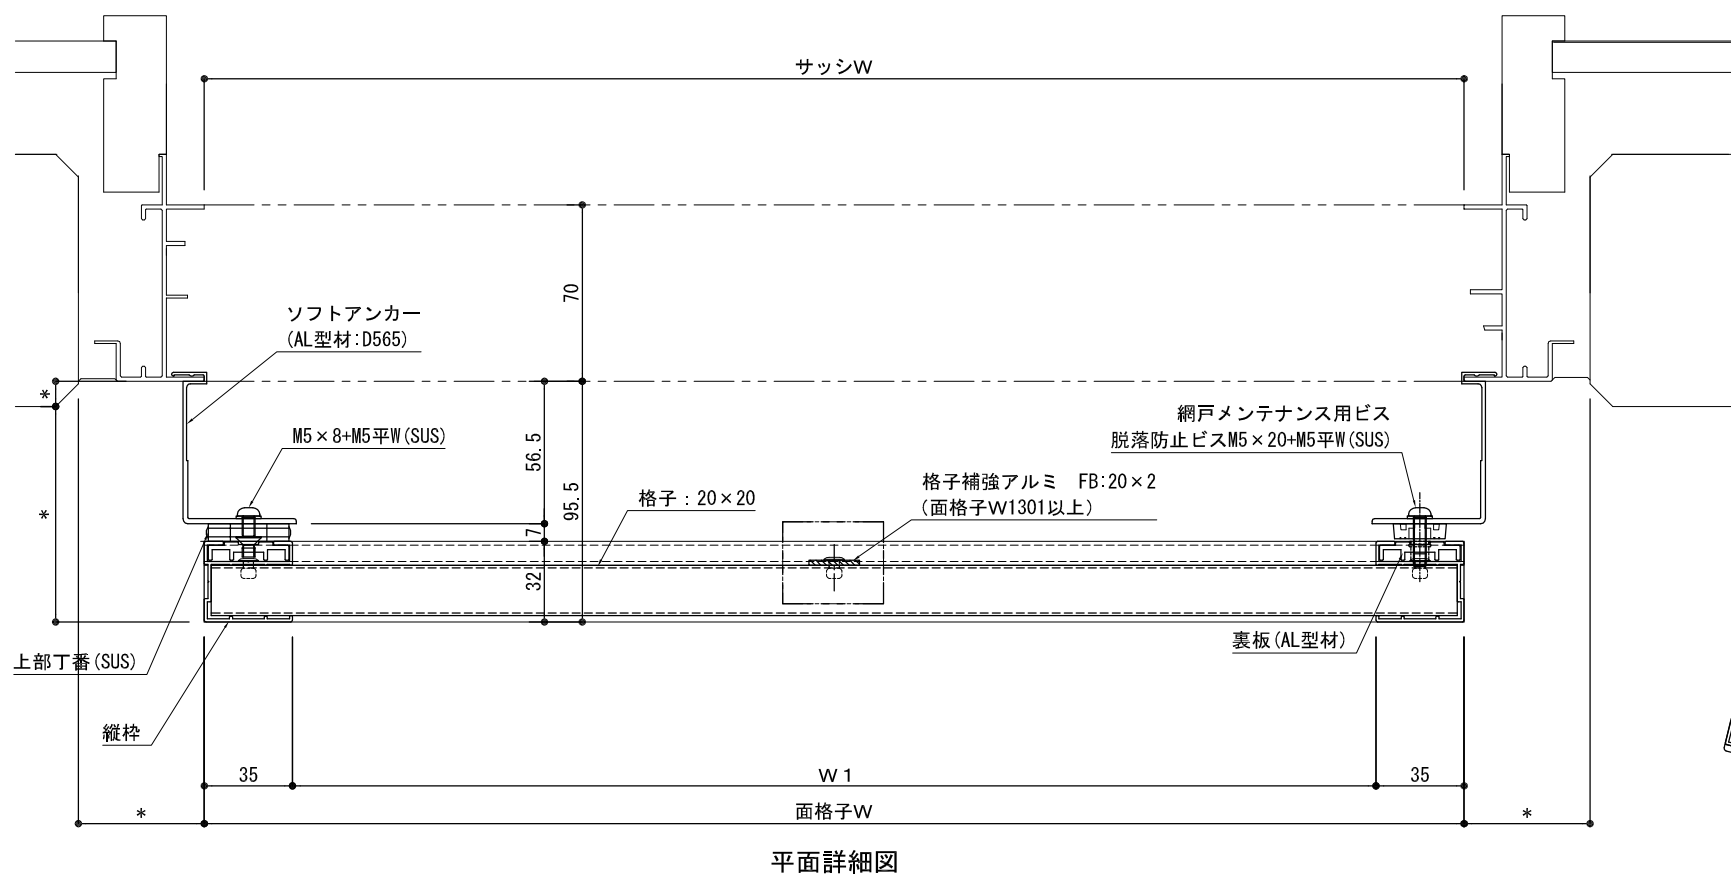 サッシW
70
ソフトアンカー
(AL型材:D565)
*
網戸メンテナンス用ビス
脱落防止ビスM5×20+M5平W(SUS)
M5×8+M5平W(SUS)
56.5
95.5
格子補強アルミ FB:20×2
(面格子W1301以上)
格子:20×20
*
7
32
裏板(AL型材)
上部丁番(SUS)
縦枠
35
W1
35
*
面格子W
*
平面詳細図